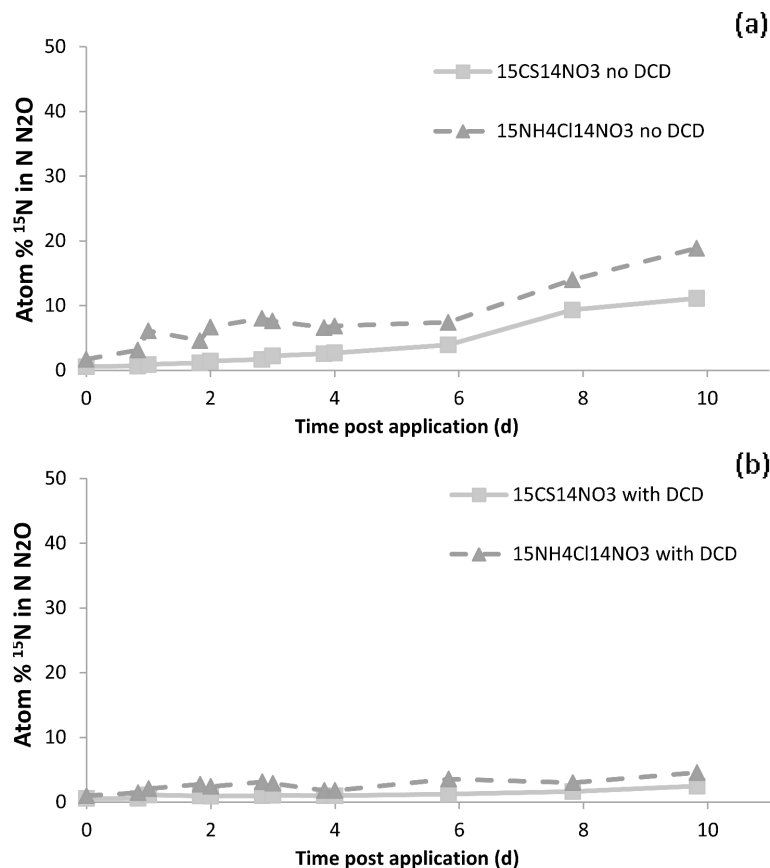 (a)
50
40
30
20
10
0
Atom % ¹⁵N in N N2O
15CS14NO3 no DCD
15NH4Cl14NO3 no DCD
0 2 4 6 8 10
Time post application (d)
(b)
50
40
30
20
10
0
Atom % ¹⁵N in N N2O
15CS14NO3 with DCD
15NH4Cl14NO3 with DCD
0 2 4 6 8 10
Time post application (d)